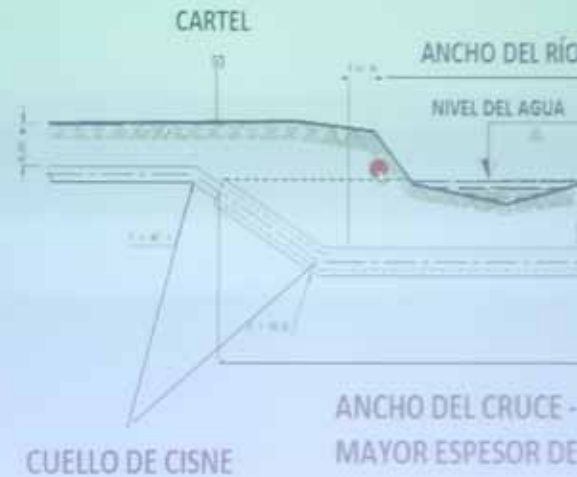 CARTEL
ANCHO DEL RÍO
NIVEL DEL AGUA
ANCHO DEL CRUCE -
MAYOR ESPESOR DE
CUELLO DE CISNE